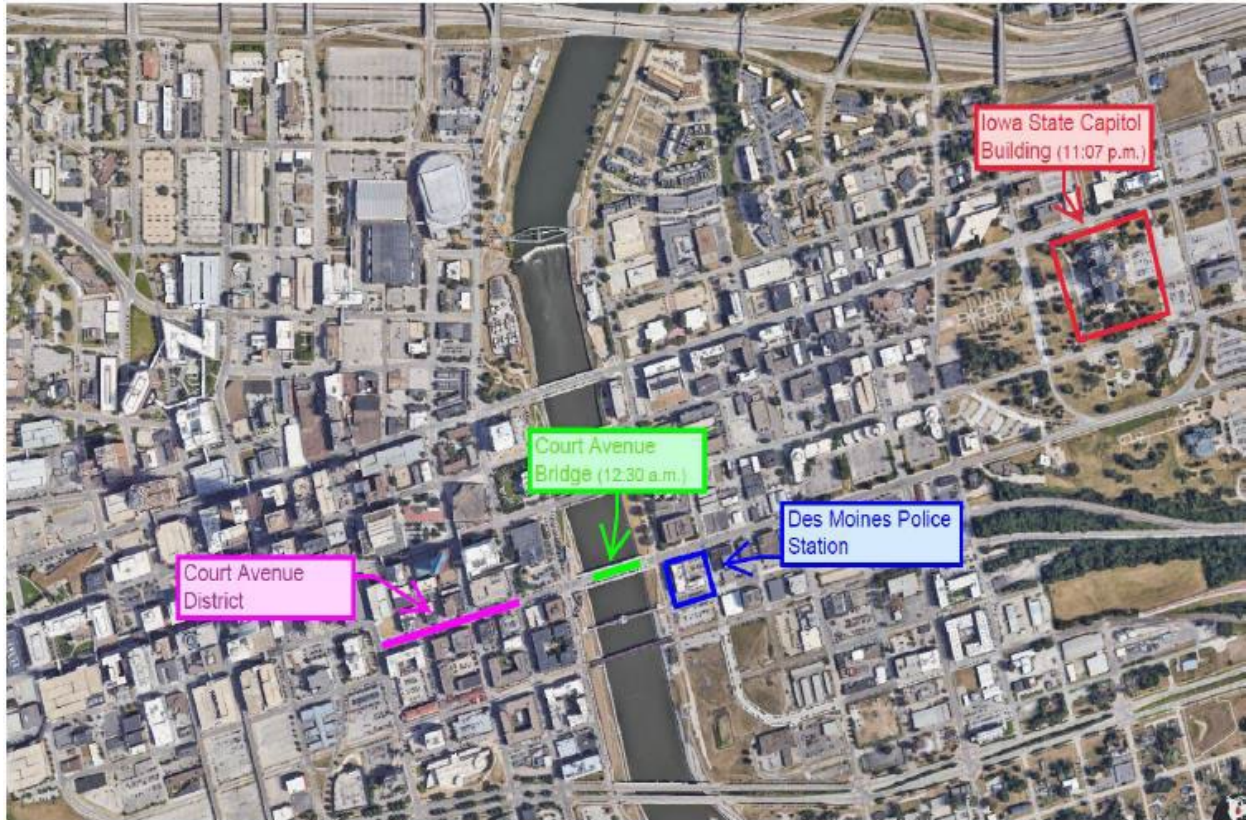 Iowa State Capitol
Building (11:07 p.m.)
Court Avenue
Bridge (12:30 a.m.)
Des Moines Police
Station
Court Avenue
District